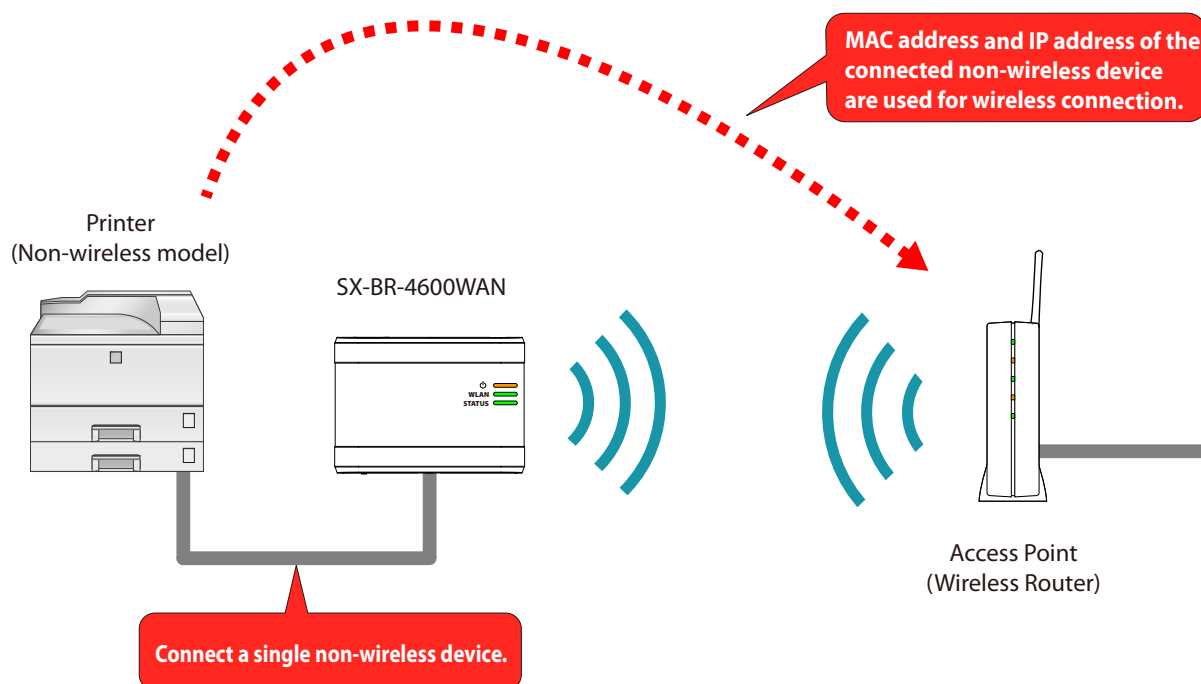 MAC address and IP address of the
connected non-wireless device
are used for wireless connection.
Printer
(Non-wireless model)
SX-BR-4600WAN
WLAN
STATUS
Access Point
(Wireless Router)
Connect a single non-wireless device.